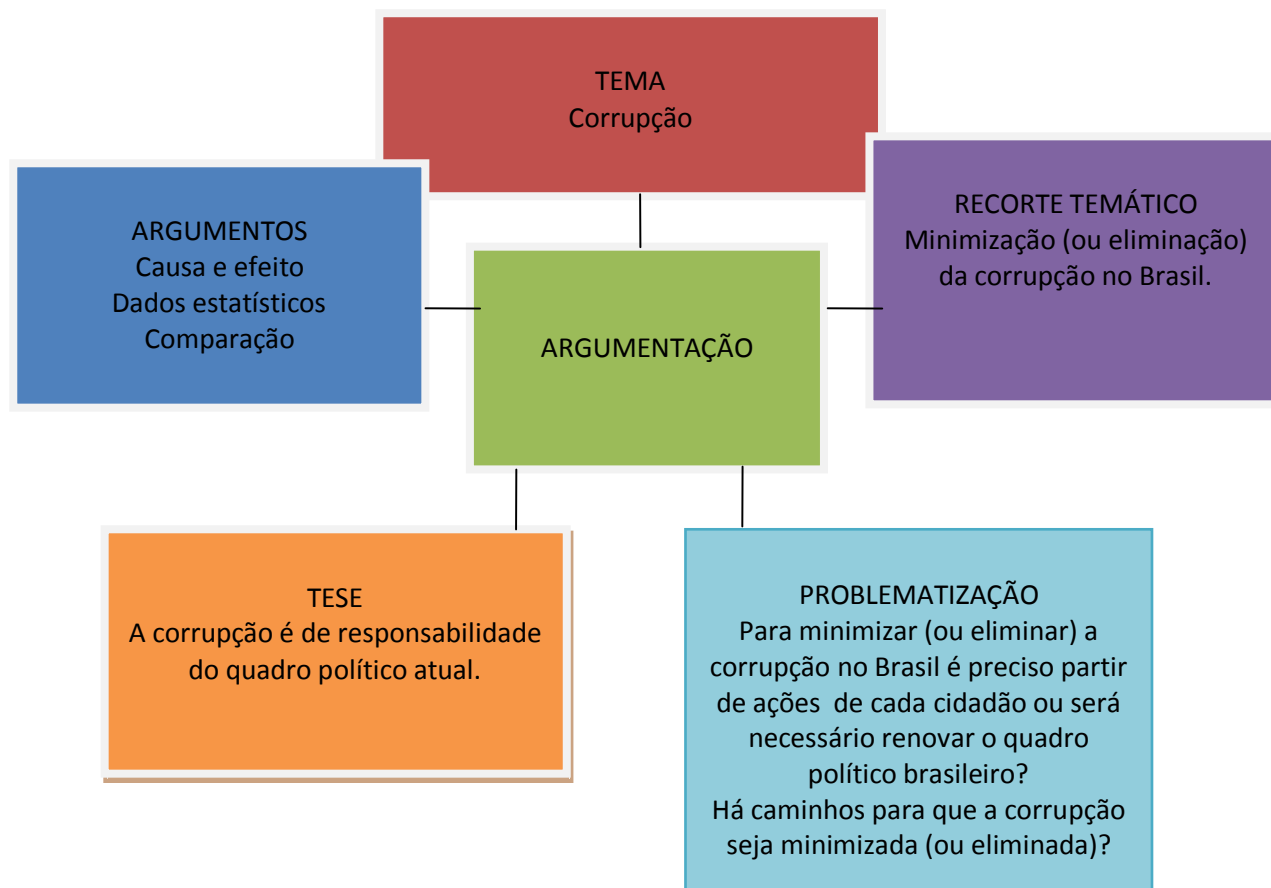 TEMA
Corrupção
ARGUMENTOS
Causa e efeito
Dados estatísticos
Comparação
RECORTE TEMÁTICO
Minimização (ou eliminação)
da corrupção no Brasil.
ARGUMENTAÇÃO
TESE
A corrupção é de responsabilidade
do quadro político atual.
PROBLEMATIZAÇÃO
Para minimizar (ou eliminar) a
corrupção no Brasil é preciso partir
de ações de cada cidadão ou será
necessário renovar o quadro
político brasileiro?
Há caminhos para que a corrupção
seja minimizada (ou eliminada)?